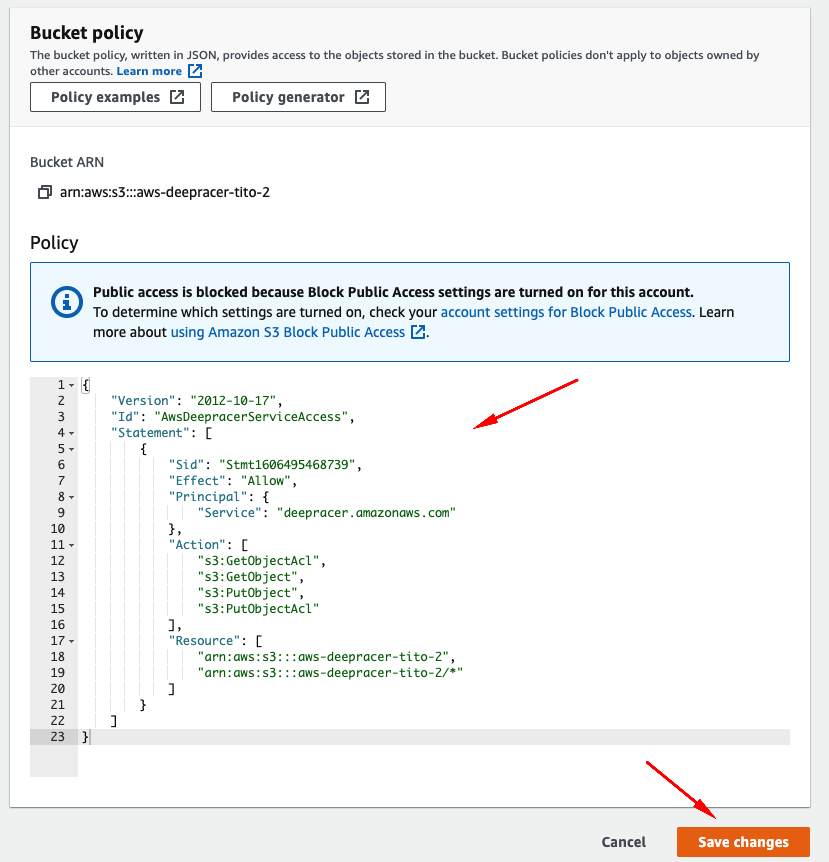 Bucket policy
The bucket policy, written in JSON, provides access to the objects stored in the bucket. Bucket policies don't apply to objects owned by
other accounts. Learn more
Policy examples Policy generator
Bucket ARN
arn:aws:s3:::aws-deepracer-tito-2
Policy
Public access is blocked because Block Public Access settings are turned on for this account.
To determine which settings are turned on, check your account settings for Block Public Access. Learn
more about using Amazon S3 Block Public Access .
1 {
2 "Version": "2012-10-17",
3 "Id": "AwsDeepracerServiceAccess",
4 "Statement": [
5 {
6 "Sid": "Stmt1606495468739",
7 "Effect": "Allow",
8 "Principal": {
9 "Service": "deepracer.amazonaws.com"
10 },
11 "Action": [
12 "s3:GetObjectAcl",
13 "s3:GetObject",
14 "s3:PutObject",
15 "s3:PutObjectAcl"
16 ],
17 "Resource": [
18 "arn:aws:s3:::aws-deepracer-tito-2",
19 "arn:aws:s3:::aws-deepracer-tito-2/*"
20 ]
21 }
22 ]
23 }
Cancel Save changes